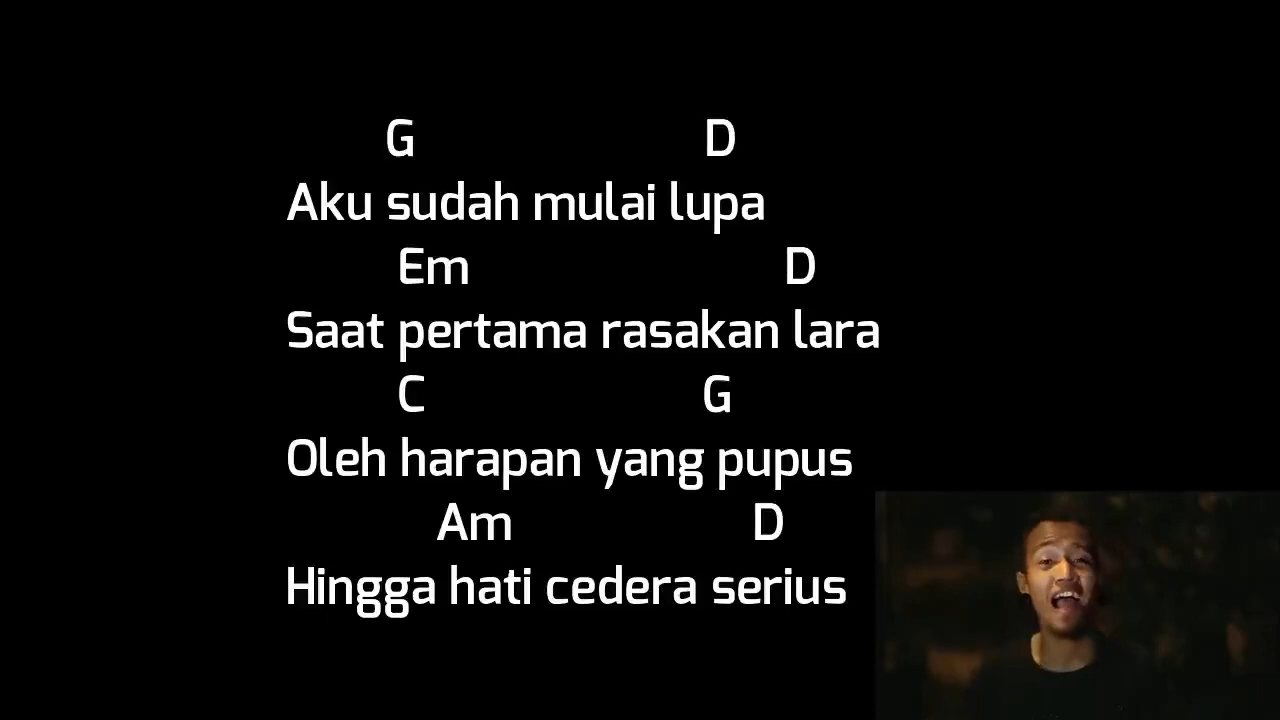 G D
Aku sudah mulai lupa
Em D
Saat pertama rasakan lara
C G
Oleh harapan yang pupus
Am D
Hingga hati cedera serius